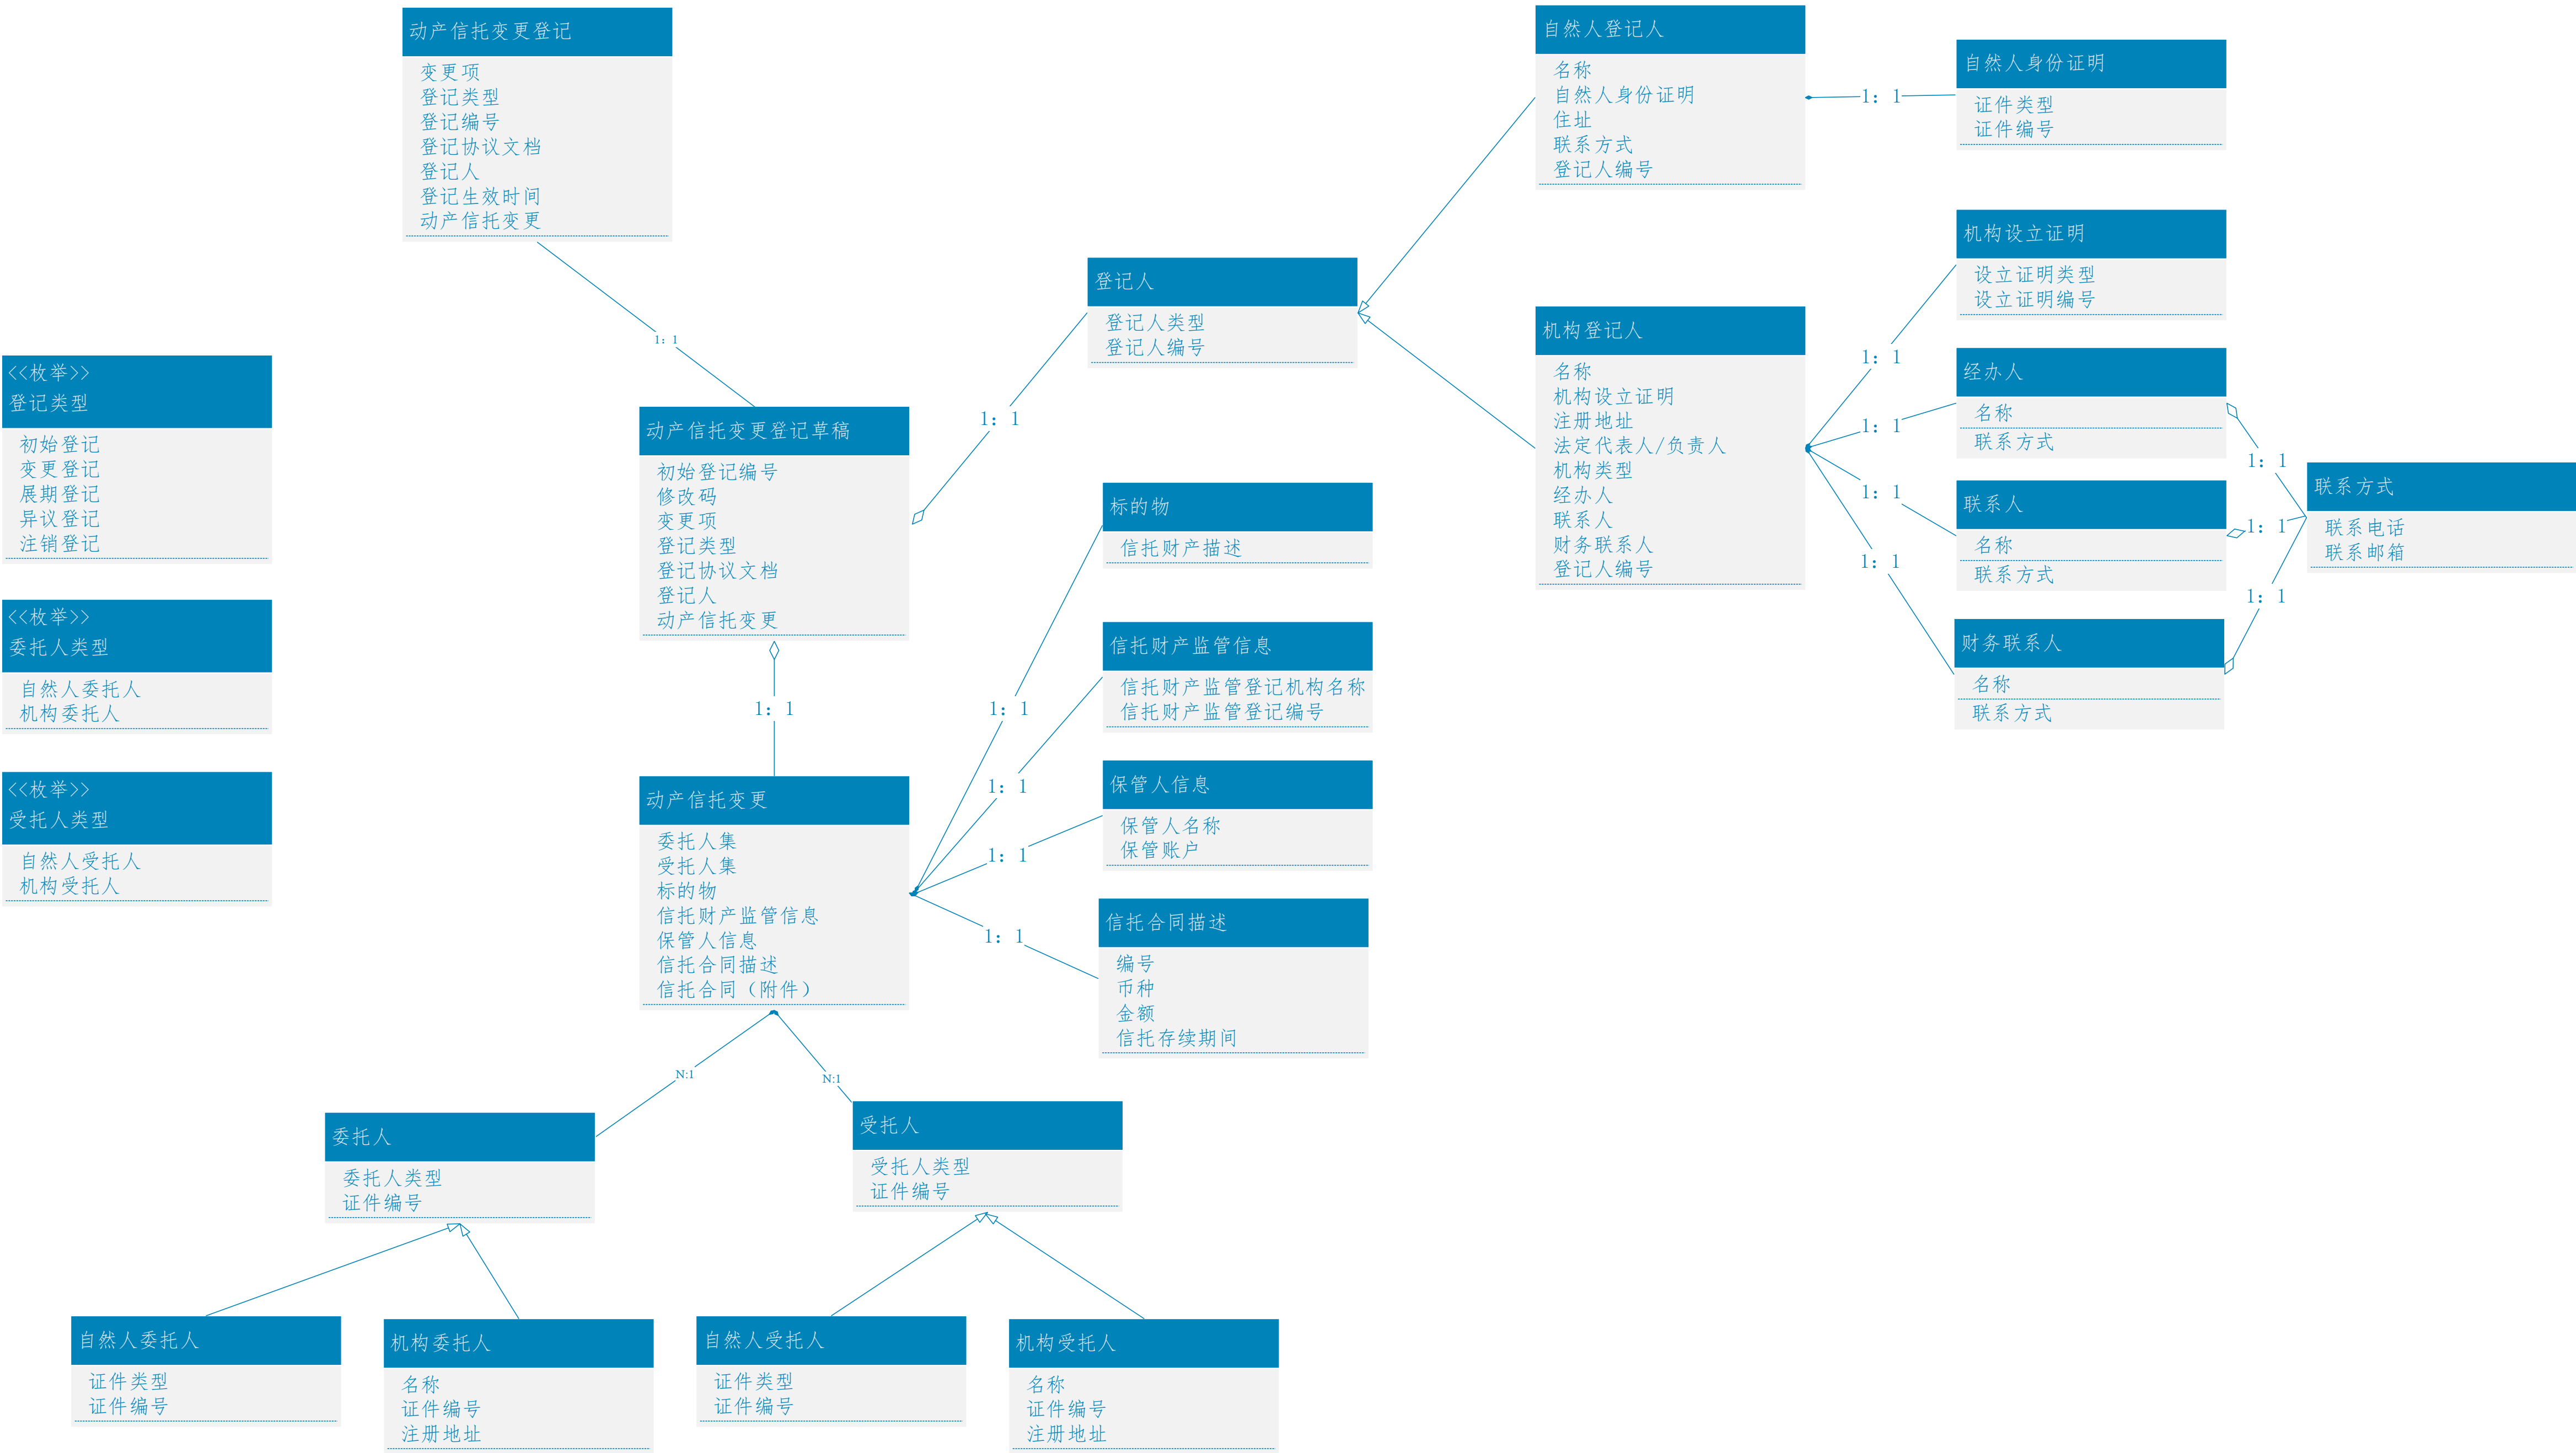 动产信托变更登记
变更项
登记类型
登记编号
登记协议文档
登记人
登记生效时间
动产信托变更
1: 1
<<枚举>>
登记类型
初始登记
变更登记
展期登记
异议登记
注销登记
<<枚举>>
委托人类型
自然人委托人
机构委托人
<<枚举>>
受托人类型
自然人受托人
机构受托人
动产信托变更登记草稿
初始登记编号
修改码
变更项
登记类型
登记协议文档
登记人
动产信托变更
1: 1
登记人
登记人类型
登记人编号
1: 1
自然人登记人
名称
自然人身份证明
住址
联系方式
登记人编号
1: 1
自然人身份证明
证件类型
证件编号
机构登记人
名称
机构设立证明
注册地址
法定代表人/负责人
机构类型
经办人
联系人
财务联系人
登记人编号
1: 1
1: 1
1: 1
1: 1
机构设立证明
设立证明类型
设立证明编号
经办人
名称
联系方式
联系人
名称
联系方式
财务联系人
名称
联系方式
1: 1
1: 1
1: 1
联系方式
联系电话
联系邮箱
动产信托变更
委托人集
受托人集
标的物
信托财产监管信息
保管人信息
信托合同描述
信托合同（附件）
1: 1
1: 1
1: 1
1: 1
标的物
信托财产描述
信托财产监管信息
信托财产监管登记机构名称
信托财产监管登记编号
保管人信息
保管人名称
保管账户
信托合同描述
编号
币种
金额
信托存续期间
N:1
N:1
委托人
委托人类型
证件编号
受托人
受托人类型
证件编号
自然人委托人
证件类型
证件编号
机构委托人
名称
证件编号
注册地址
自然人受托人
证件类型
证件编号
机构受托人
名称
证件编号
注册地址